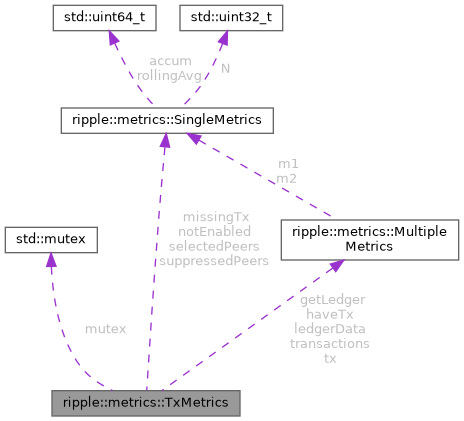 std::uint64_t
std::uint32_t
accum
rollingAvg
N
ripple::metrics::SingleMetrics
m1
m2
missingTx
notEnabled
selectedPeers
suppressedPeers
std::mutex
ripple::metrics::Multiple
Metrics
getLedger
haveTx
ledgerData
transactions
tx
mutex
ripple::metrics::TxMetrics